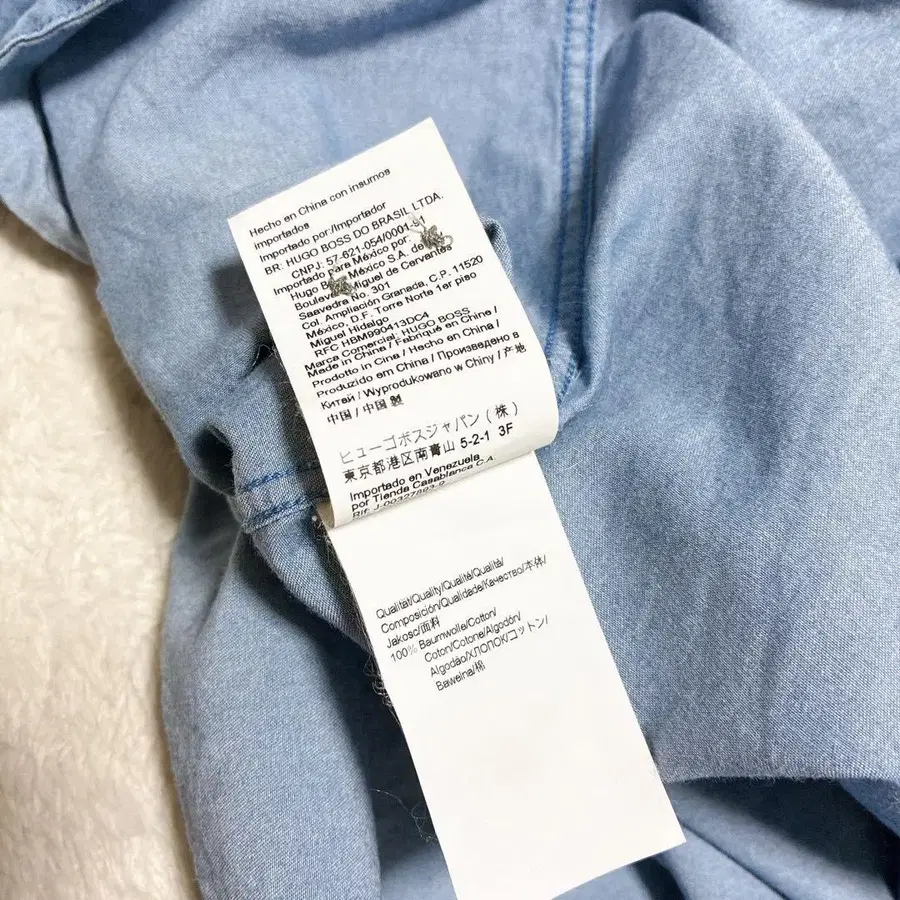 Hecho en China con insumos
importados
Importado por:/Importador
BR: HUGO BOSS DO BRASIL LTDA.
CNPJ: 57-621-054/0001-91
Importado Para México por:
Hugo México S.A. de
Miguel de Cervantes
Saavedra No. 301
Col. Ampliación Granada, C.P. 11520
México, D.F. Torre Norte 1er piso
Miguel Hidalgo
RFC HBM990413DC4
Marca Comercial: HUGO BOSS
Made in China / Fabriqué en Chine /
Prodotto in Cina / Hecho en China /
Produzido em China / Произведено в
Китай / Wyprodukowano w Chiny / 产地
中国 / 中國 製
ヒューゴボスジャパン ( 株 )
東京都港区南青山 5-2-1 3F
Importado en Venezuela
por Tienda Casablanca C.A.
Rif. J-00327893-9
Qualität/Quality/Qualité/Qualità/
Composición/Qualidade/Качество/本体/
Jakosc/面料
100% Baumwolle/Cotton/
Coton/Cotone/Algodón/
Algodão/ХЛОПОК/コットン/
Bawelna/棉